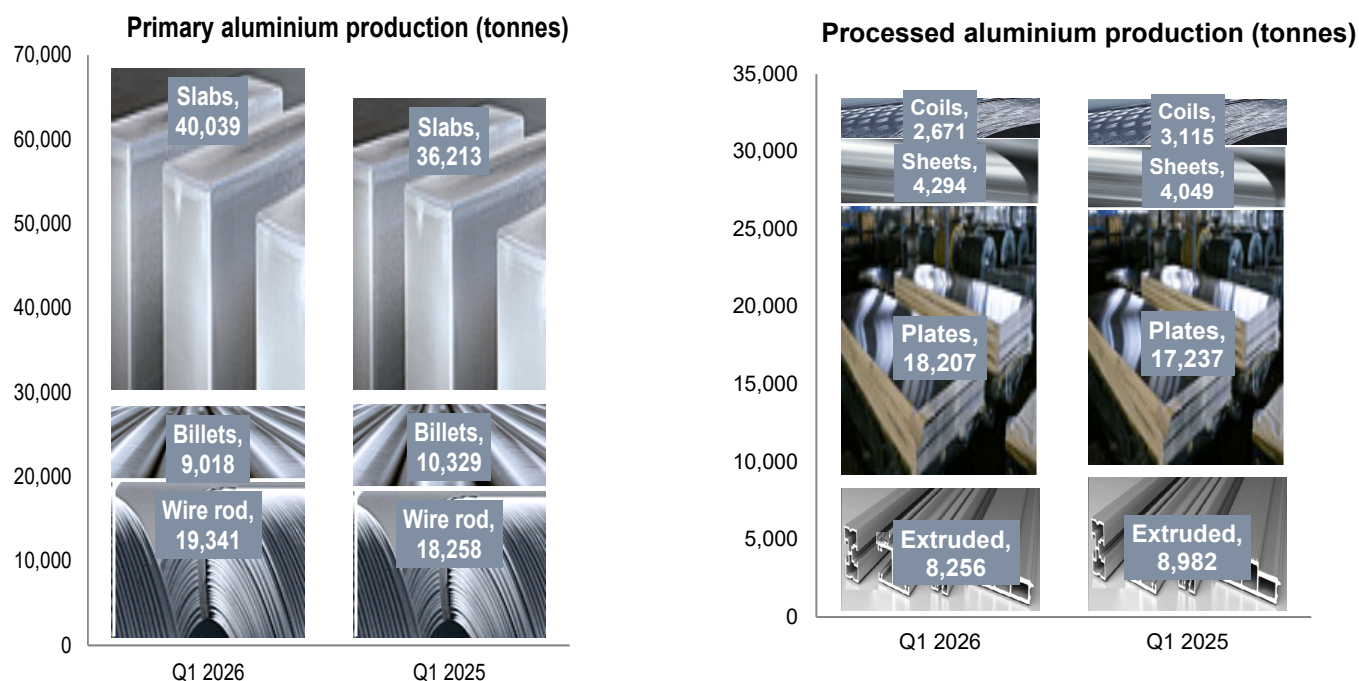 Primary aluminium production (tonnes)
70,000
60,000
50,000
40,000
30,000
20,000
10,000
0
Slabs,
40,039
Slabs,
36,213
Billets,
9,018
Billets,
10,329
Wire rod,
19,341
Wire rod,
18,258
Q1 2026
Q1 2025
Processed aluminium production (tonnes)
35,000
30,000
25,000
20,000
15,000
10,000
5,000
0
Coils,
2,671
Coils,
3,115
Sheets,
4,294
Sheets,
4,049
Plates,
18,207
Plates,
17,237
Extruded,
8,256
Extruded,
8,982
Q1 2026
Q1 2025